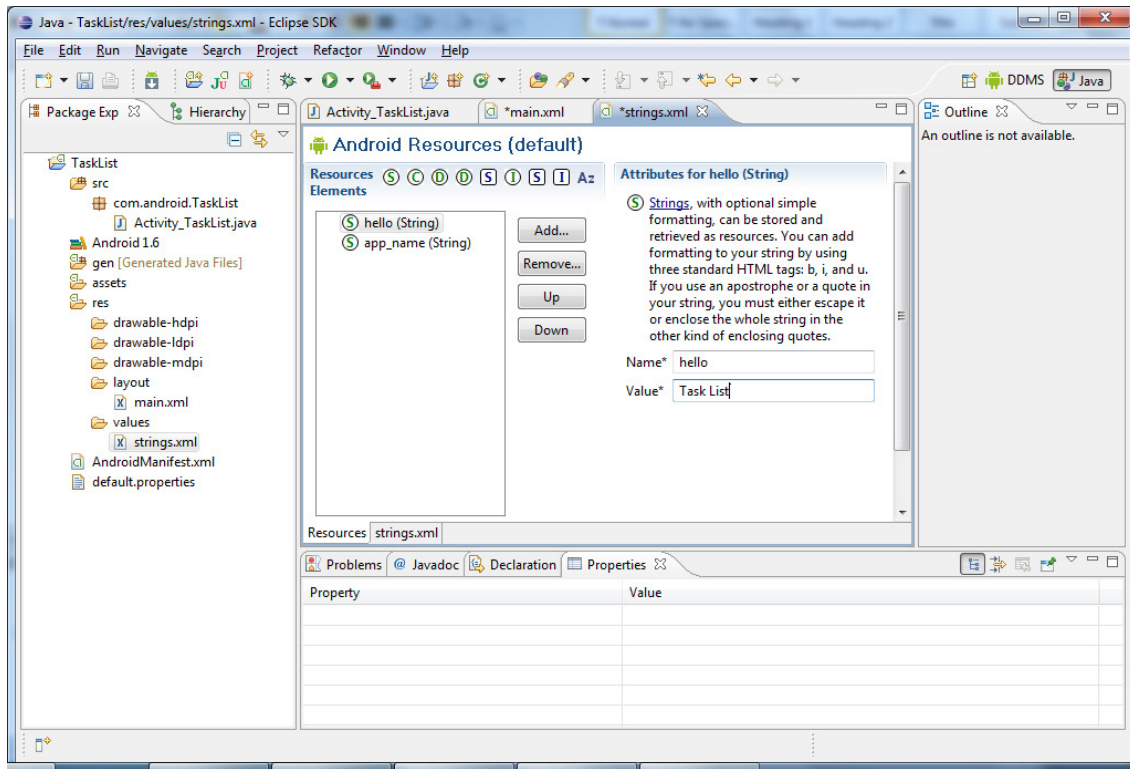 Java - TaskList/res/values/strings.xml - Eclipse SDK
File Edit Run Navigate Search Project Refactor Window Help
DDMS Java
Package Exp Hierarchy
Activity_TaskList.java *main.xml *strings.xml
Outline
An outline is not available.
TaskList
src
com.android.TaskList
Activity_TaskList.java
Android 1.6
gen [Generated Java Files]
assets
res
drawable-hdpi
drawable-ldpi
drawable-mdpi
layout
main.xml
values
strings.xml
AndroidManifest.xml
default.properties
Android Resources (default)
Resources Elements S C D D S I S I Az
hello (String)
app_name (String)
Add...
Remove...
Up
Down
Attributes for hello (String)
Strings, with optional simple
formatting, can be stored and
retrieved as resources. You can add
formatting to your string by using
three standard HTML tags: b, i, and u.
If you use an apostrophe or a quote in
your string, you must either escape it
or enclose the whole string in the
other kind of enclosing quotes.
Name* hello
Value* Task List
Resources strings.xml
Problems @ Javadoc Declaration Properties
Property Value